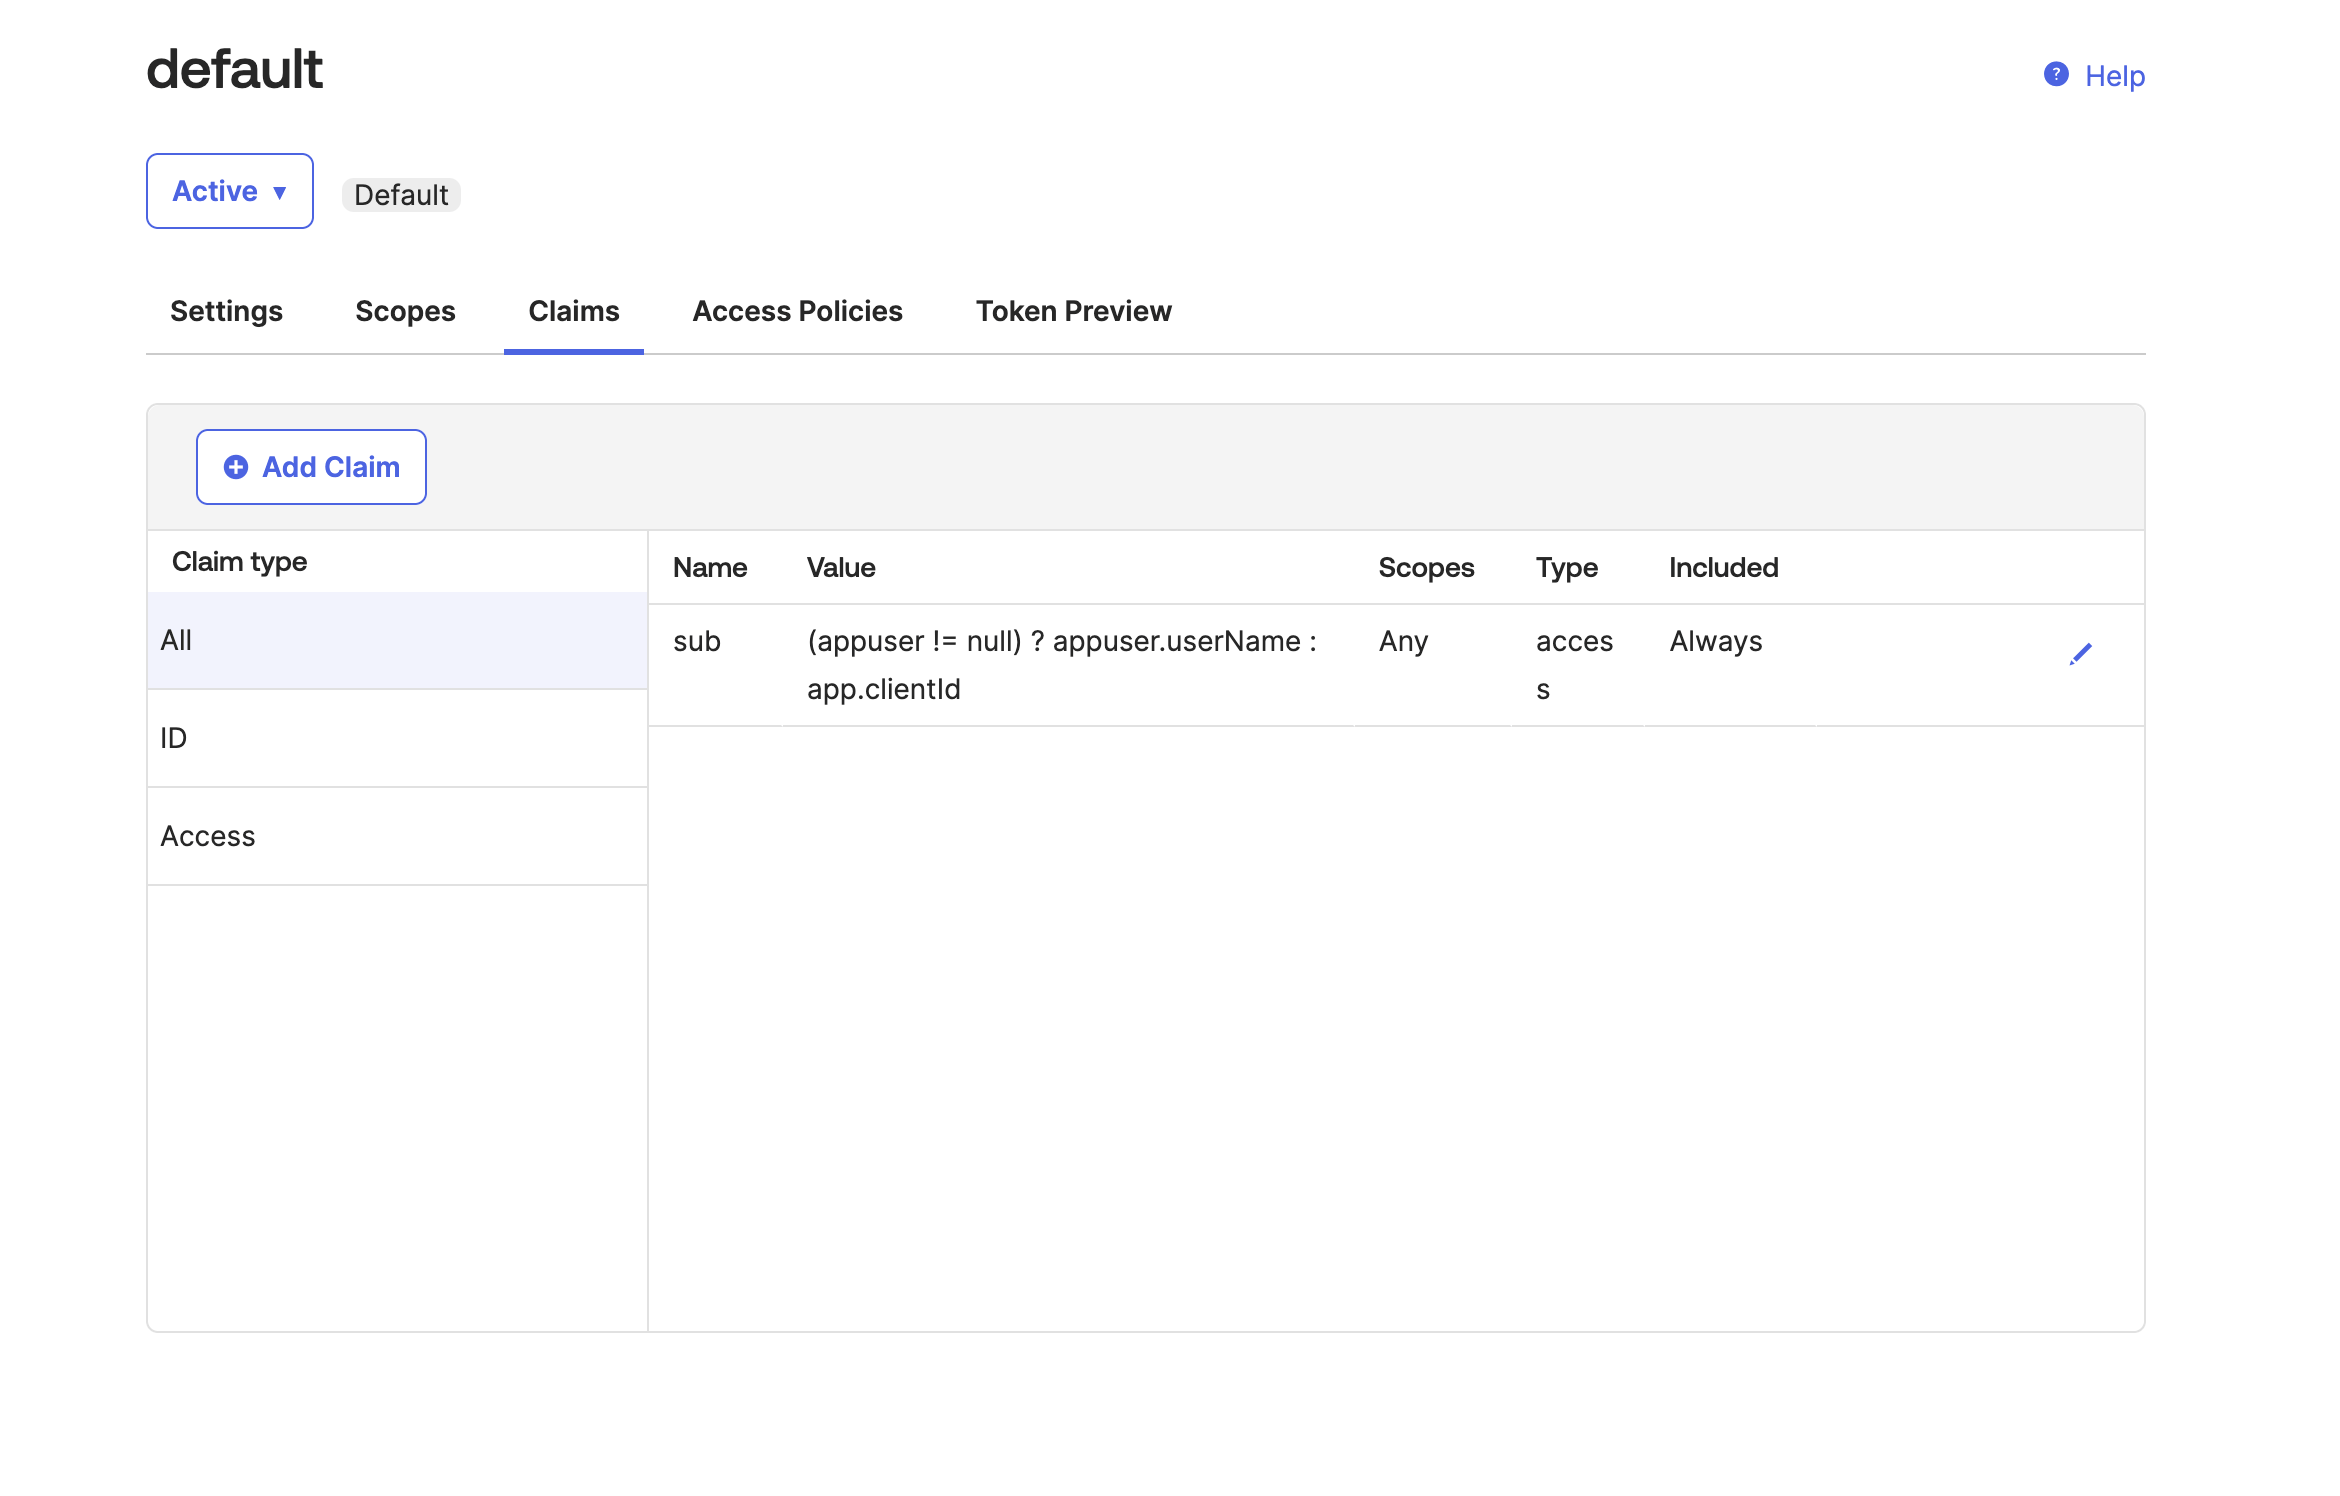 default
Help
Active
Default
Settings Scopes Claims Access Policies Token Preview
Add Claim
Claim type
All
ID
Access
Name Value Scopes Type Included
sub (appuser != null) ? appuser.userName : Any acces Always
app.clientId s